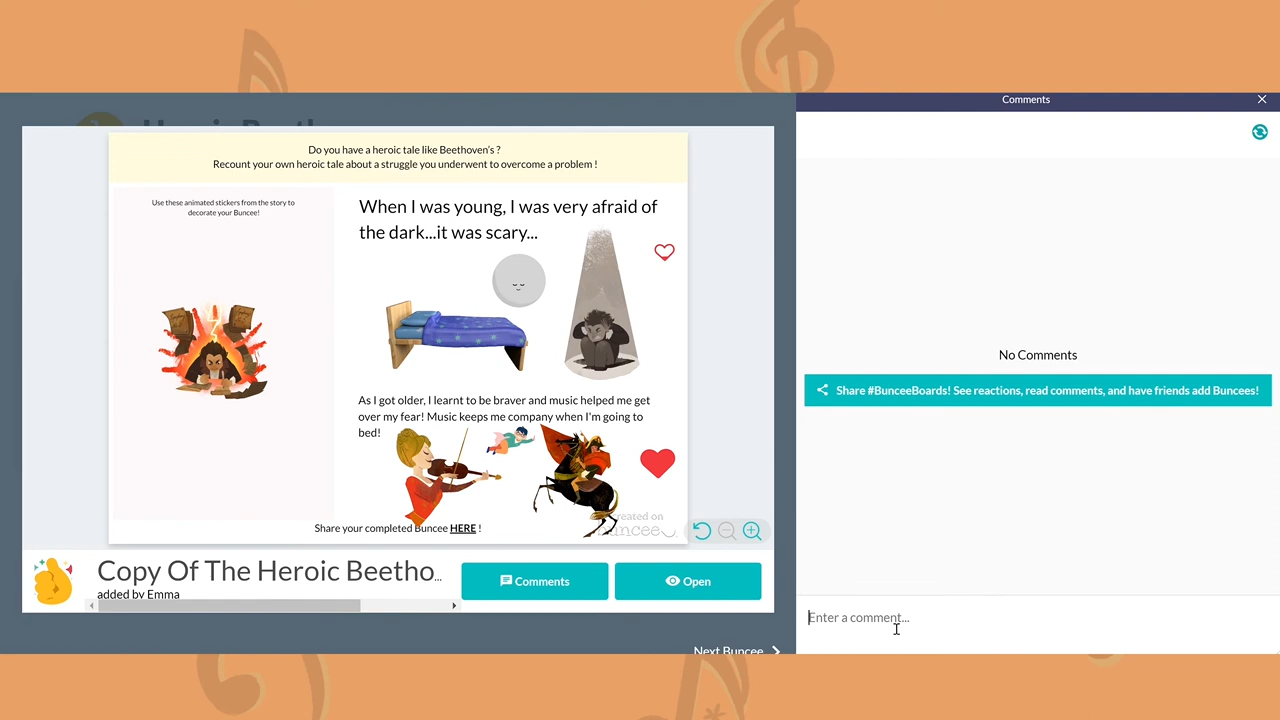 Comments
Do you have a heroic tale like Beethoven's ?
Recount your own heroic tale about a struggle you underwent to overcome a problem !
Use these animated stickers from the story to
decorate your Buncee!
When I was young, I was very afraid of
the dark...it was scary...
As I got older, I learnt to be braver and music helped me get
over my fear! Music keeps me company when I'm going to
bed!
Share your completed Buncee HERE !
buncee
Copy Of The Heroic Beetho...
added by Emma
Comments
Open
Next Buncee
No Comments
Share #BunceeBoards! See reactions, read comments, and have friends add Buncees!
Enter a comment...